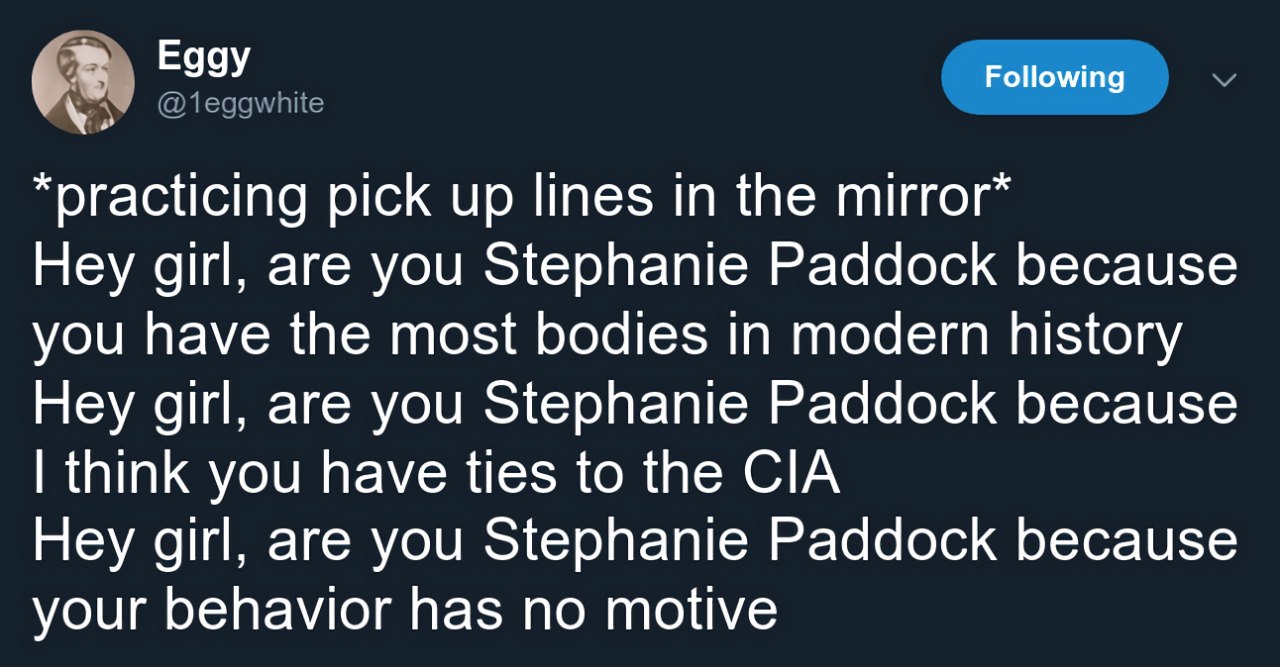 Eggy
@1eggwhite
Following
*practicing pick up lines in the mirror*
Hey girl, are you Stephanie Paddock because
you have the most bodies in modern history
Hey girl, are you Stephanie Paddock because
I think you have ties to the CIA
Hey girl, are you Stephanie Paddock because
your behavior has no motive